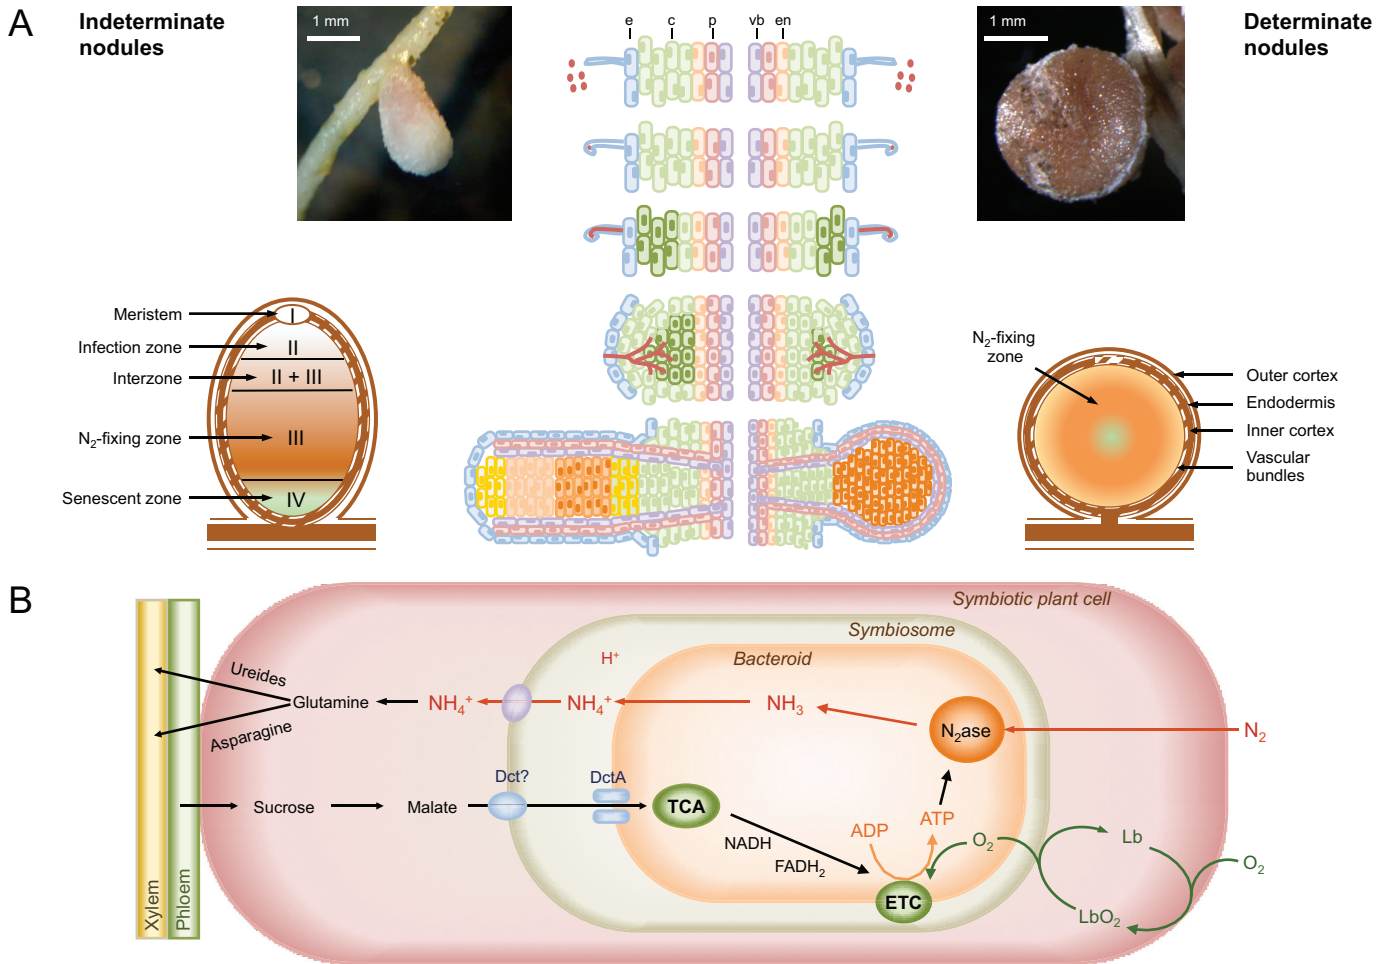 A
Indeterminate
nodules
1 mm
e c p vb en
1 mm
Determinate
nodules
Meristem
Infection zone
Interzone
N₂-fixing zone
Senescent zone
I
II
II + III
III
IV
N₂-fixing
zone
Outer cortex
Endodermis
Inner cortex
Vascular
bundles
B
Symbiotic plant cell
Symbiosome
Bacteroid
H⁺
Ureides
Glutamine
NH₄⁺
NH₄⁺
NH₃
N₂ase
N₂
Asparagine
Dct?
DctA
Sucrose
Malate
TCA
NADH
FADH₂
ADP
ATP
O₂
Lb
O₂
ETC
LbO₂
Xylem
Phloem